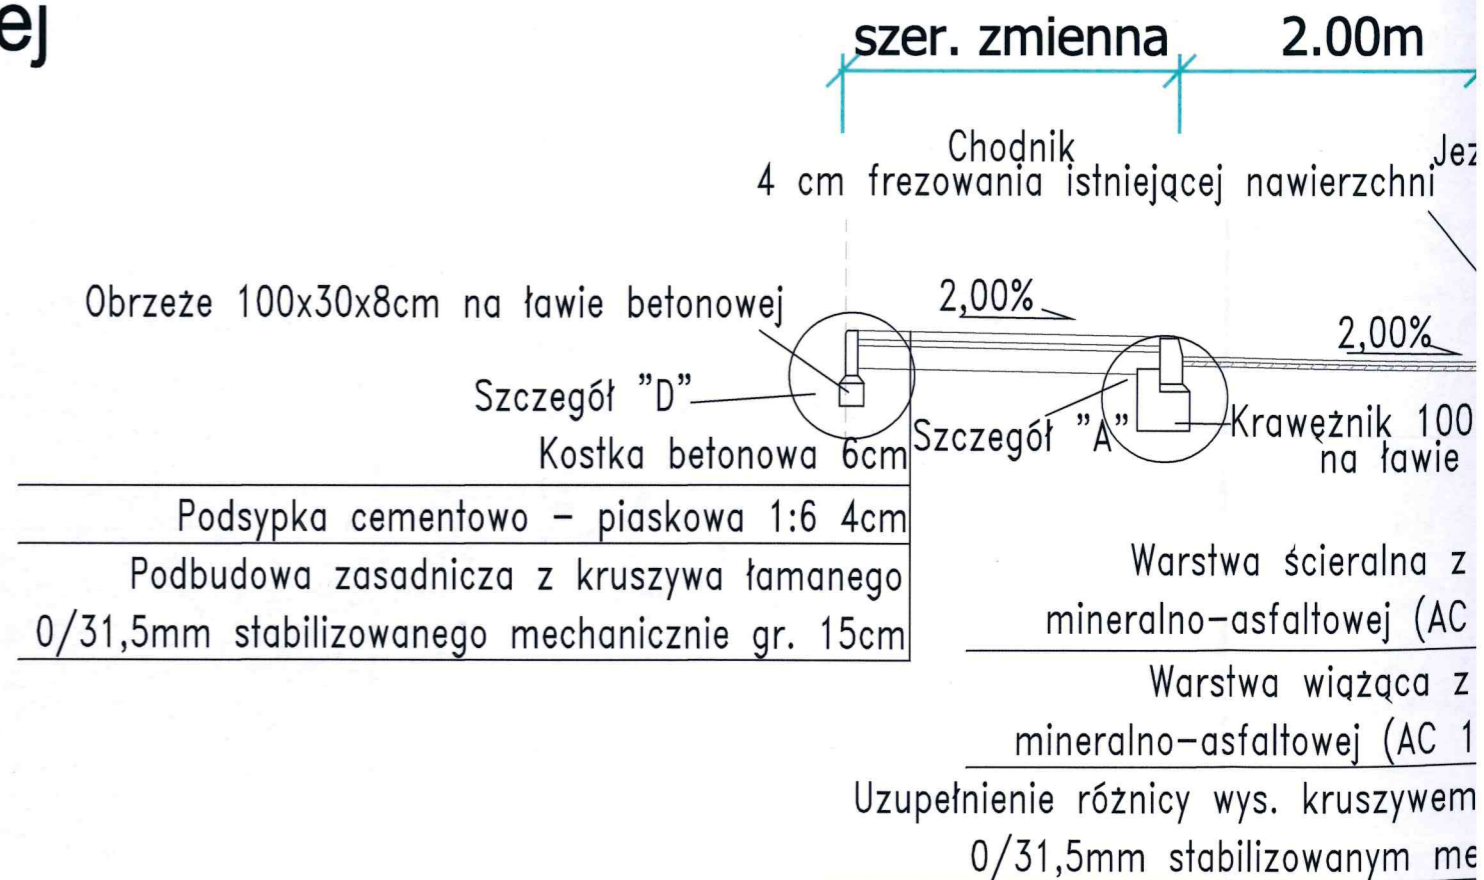 ej
szer. zmienna 2.00m
Chodnik
4 cm frezowania istniejącej nawierzchni
Jez
Obrzeże 100x30x8cm na ławie betonowej
2,00%
2,00%
Szczegół "D"
Szczegół "A"
Krawężnik 100
na ławie
Kostka betonowa 6cm
Podsypka cementowo – piaskowa 1:6 4cm
Podbudowa zasadnicza z kruszywa łamanego
0/31,5mm stabilizowanego mechanicznie gr. 15cm
Warstwa ścieralna z
mineralno-asfaltowej (AC
Warstwa wiążąca z
mineralno-asfaltowej (AC 1
Uzupełnienie różnicy wys. kruszywem
0/31,5mm stabilizowanym me